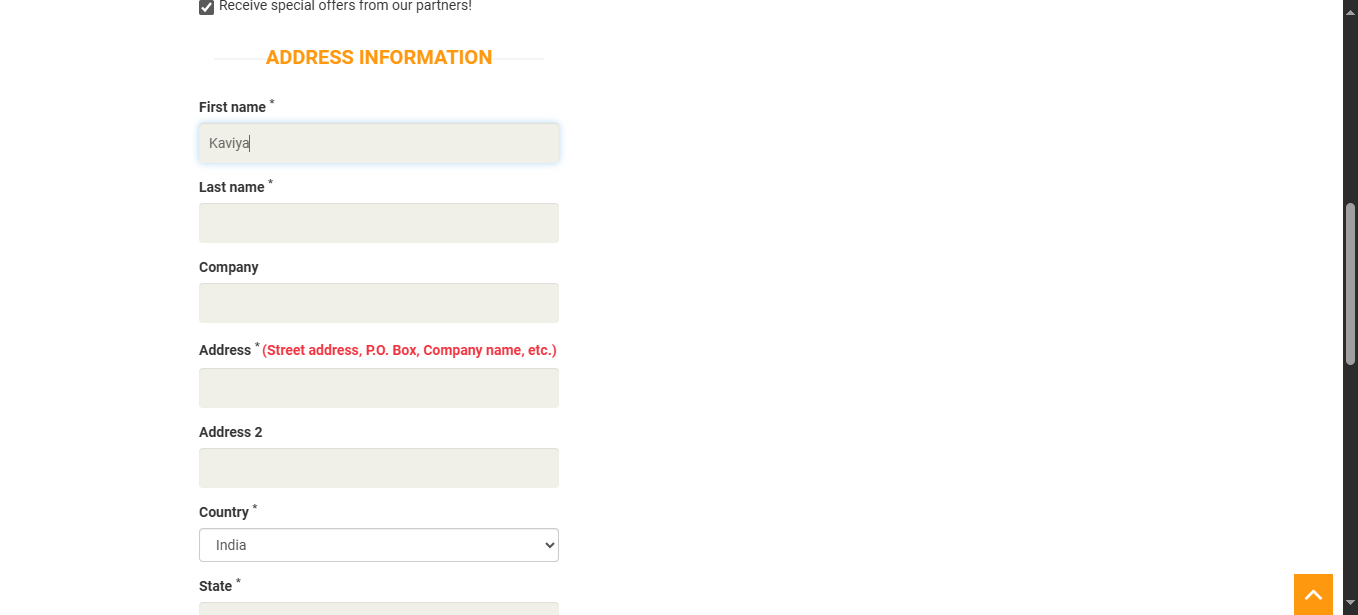 Receive special offers from our partners!
ADDRESS INFORMATION
First name *
Kaviya
Last name *
Company
Address * (Street address, P.O. Box, Company name, etc.)
Address 2
Country *
India
State *